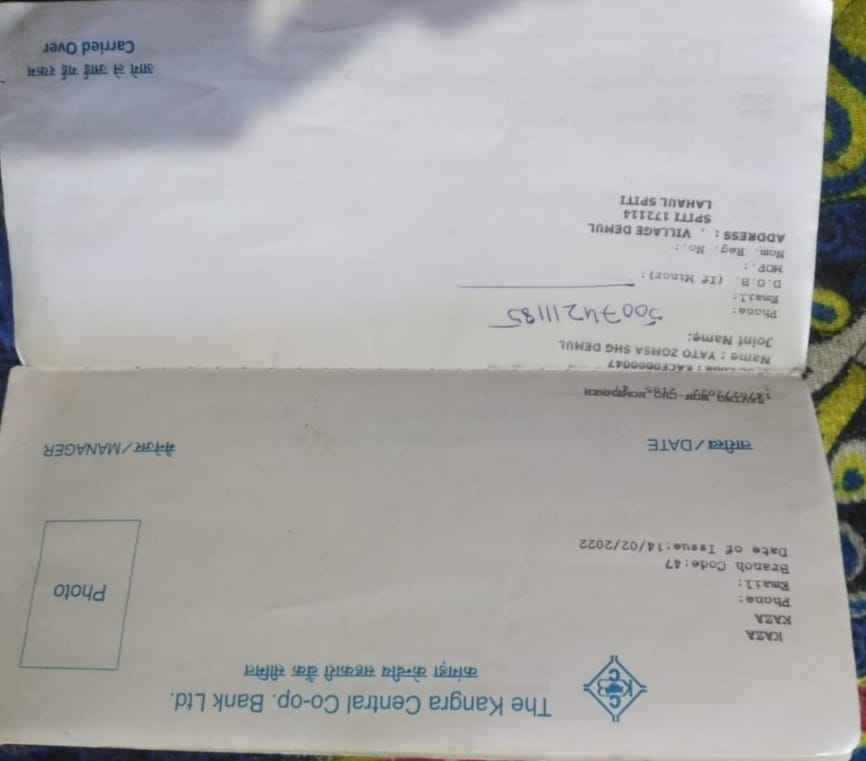 The Kangra Central Co-op. Bank Ltd.
कांगड़ा केन्द्रीय सहकारी बैंक सीमित
KAZA
KAZA
Phone:
Email:
Branch Code:47
Date of Issue:14/02/2022
Photo
तारीख/DATE
मैनेजर/MANAGER
Name : YATO ZOMSA SHG DEMUL
Joint Name:
Phone:
50074211185
Email:
D.O.B. (If Minor):
MOP.:
Nom. Reg. No.:
ADDRESS : , VILLAGE DEMUL
SPITI 172114
LAHAUL SPITI
आगे ले जाई गई रकम
Carried Over